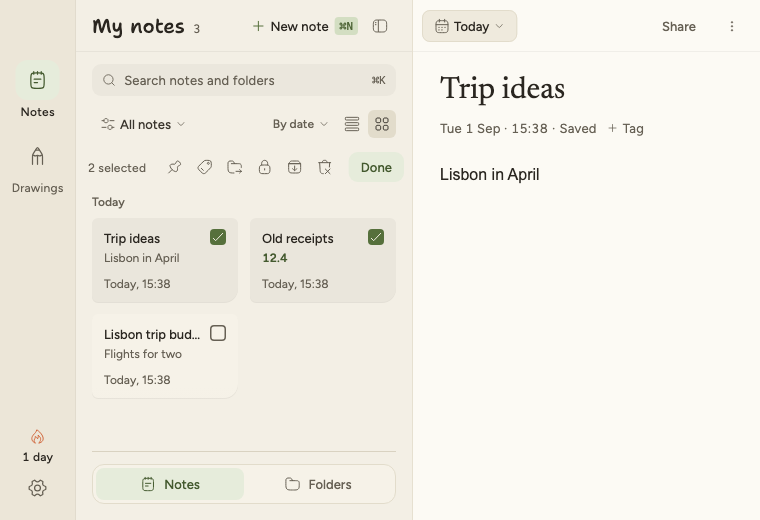 Notes
Drawings
1 day
My notes 3
New note ⌘N
Search notes and folders ⌘K
All notes
By date
2 selected
Done
Today
Trip ideas
Lisbon in April
Today, 15:38
Old receipts
12.4
Today, 15:38
Lisbon trip bud...
Flights for two
Today, 15:38
Notes
Folders
Today
Share
Trip ideas
Tue 1 Sep · 15:38 · Saved + Tag
Lisbon in April